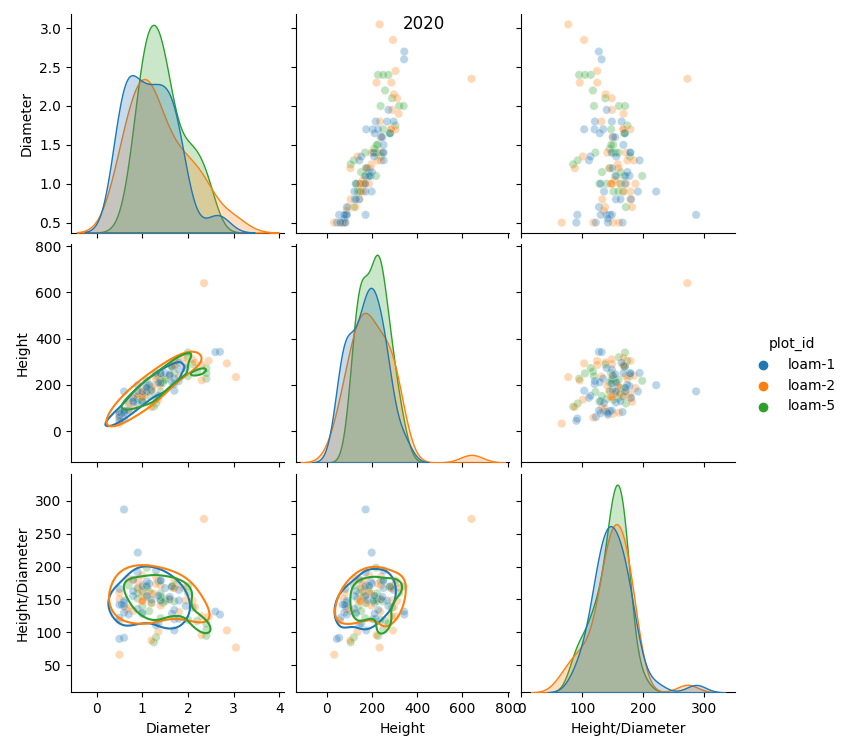 2020
3.0
2.5
2.0
1.5
1.0
0.5
Diameter
800
600
400
200
0
Height
300
250
200
150
100
50
Height/Diameter
0 1 2 3 4
Diameter
0 200 400 600 800
Height
0 100 200 300
Height/Diameter
plot_id
loam-1
loam-2
loam-5